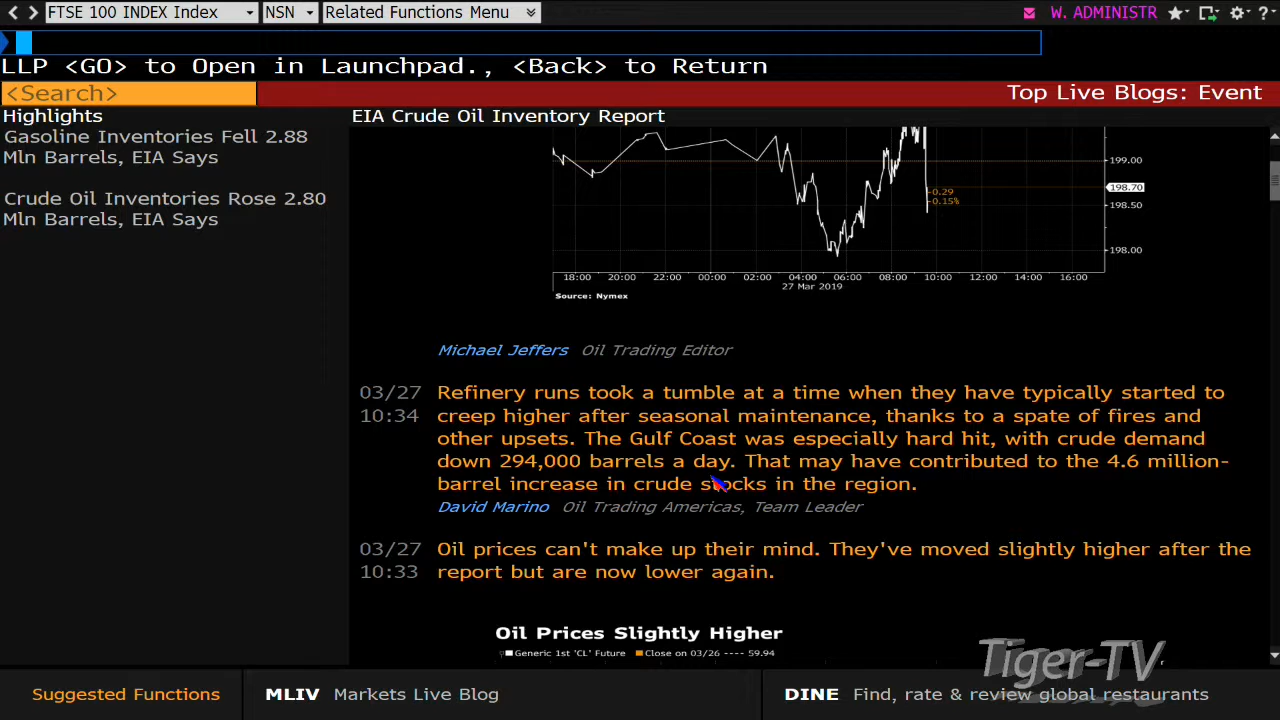 FTSE 100 INDEX Index
NSN
Related Functions Menu
W. ADMINISTR
?
LLP <GO> to Open in Launchpad., <Back> to Return
<Search>
Top Live Blogs: Event
Highlights
Gasoline Inventories Fell 2.88
Mln Barrels, EIA Says
Crude Oil Inventories Rose 2.80
Mln Barrels, EIA Says
EIA Crude Oil Inventory Report
199.00
198.70
-0.29
-0.15%
198.50
198.00
18:00 20:00 22:00 00:00 02:00 04:00 06:00 08:00 10:00 12:00 14:00 16:00
27 Mar 2019
Source: Nymex
Michael Jeffers Oil Trading Editor
03/27 Refinery runs took a tumble at a time when they have typically started to
10:34 creep higher after seasonal maintenance, thanks to a spate of fires and
other upsets. The Gulf Coast was especially hard hit, with crude demand
down 294,000 barrels a day. That may have contributed to the 4.6 million-
barrel increase in crude stocks in the region.
David Marino Oil Trading Americas, Team Leader
03/27 Oil prices can't make up their mind. They've moved slightly higher after the
10:33 report but are now lower again.
Oil Prices Slightly Higher
Generic 1st 'CL' Future Close on 03/26 ---- 59.94
Tiger-TV
Suggested Functions
MLIV Markets Live Blog
DINE Find, rate & review global restaurants